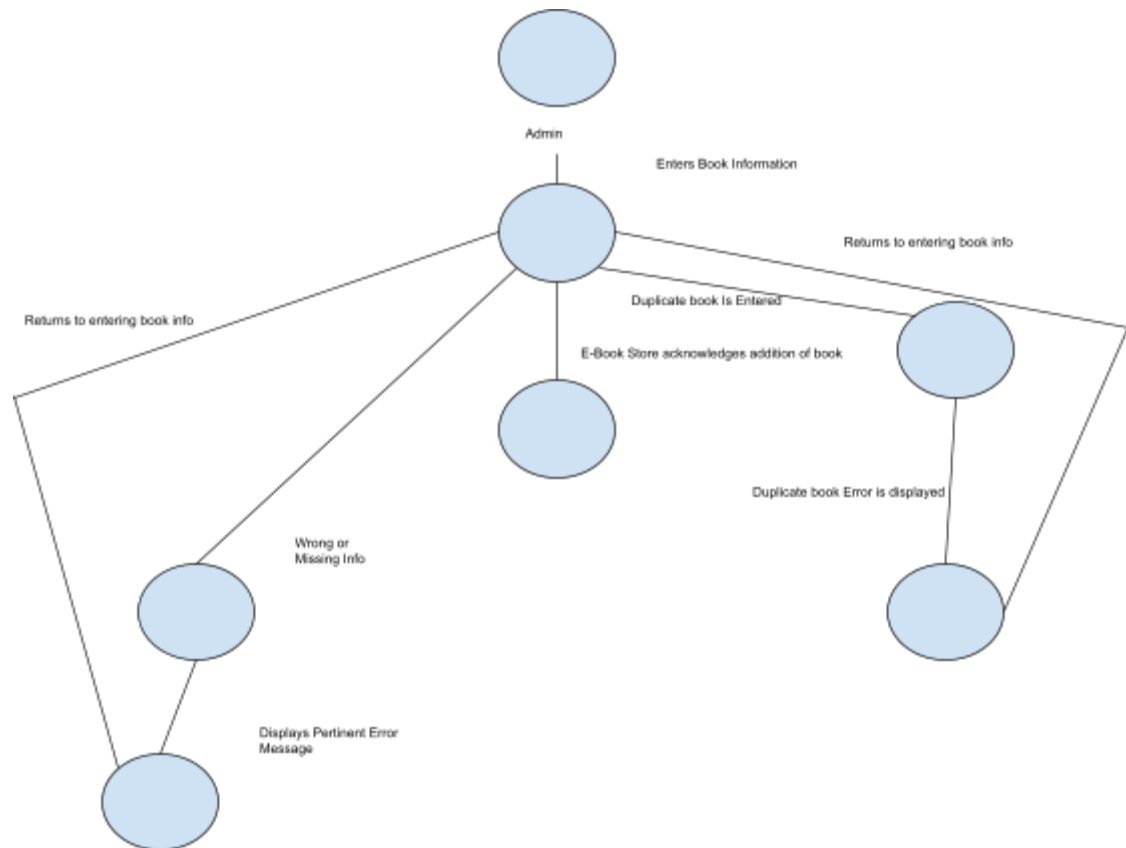 Admin
Enters Book Information
Returns to entering book info
Duplicate book Is Entered
Returns to entering book info
E-Book Store acknowledges addition of book
Duplicate book Error is displayed
Wrong or
Missing Info
Displays Pertinent Error
Message